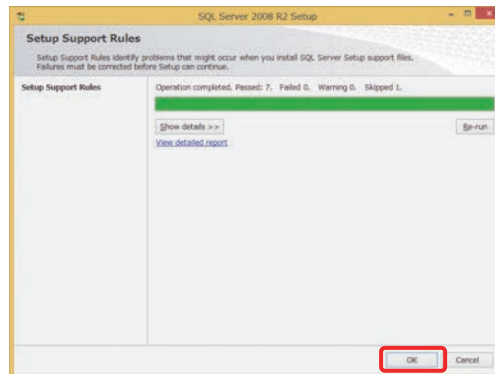 SQL Server 2008 R2 Setup
Setup Support Rules
Setup Support Rules identify problems that might occur when you install SQL Server Setup support files.
Failures must be corrected before Setup can continue.
Setup Support Rules
Operation completed. Passed: 7. Failed 0. Warning 0. Skipped 1.
Show details >>
Re-run
View detailed report
OK
Cancel